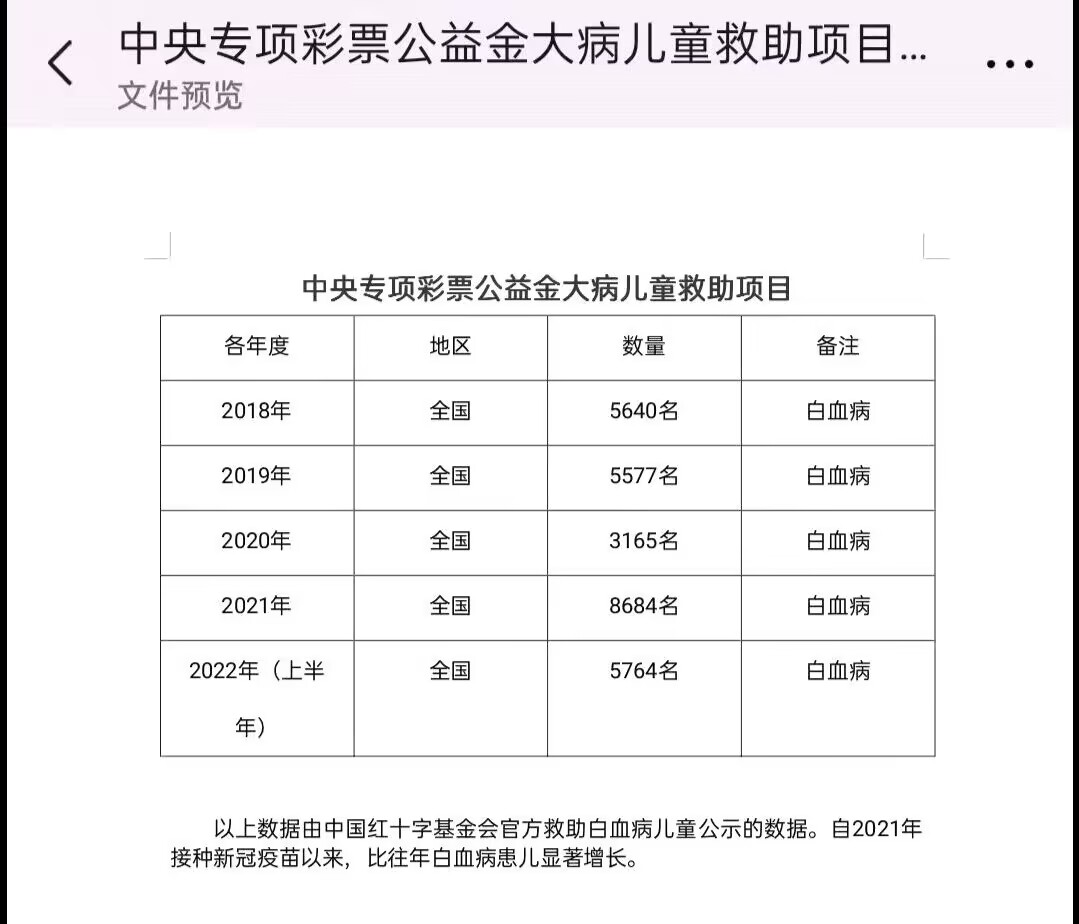 中央专项彩票公益金大病儿童救助项目...
文件预览
中央专项彩票公益金大病儿童救助项目
各年度 地区 数量 备注
2018年 全国 5640名 白血病
2019年 全国 5577名 白血病
2020年 全国 3165名 白血病
2021年 全国 8684名 白血病
2022年（上半 全国 5764名 白血病
年）
以上数据由中国红十字基金会官方救助白血病儿童公示的数据。自2021年
接种新冠疫苗以来，比往年白血病患儿显著增长。